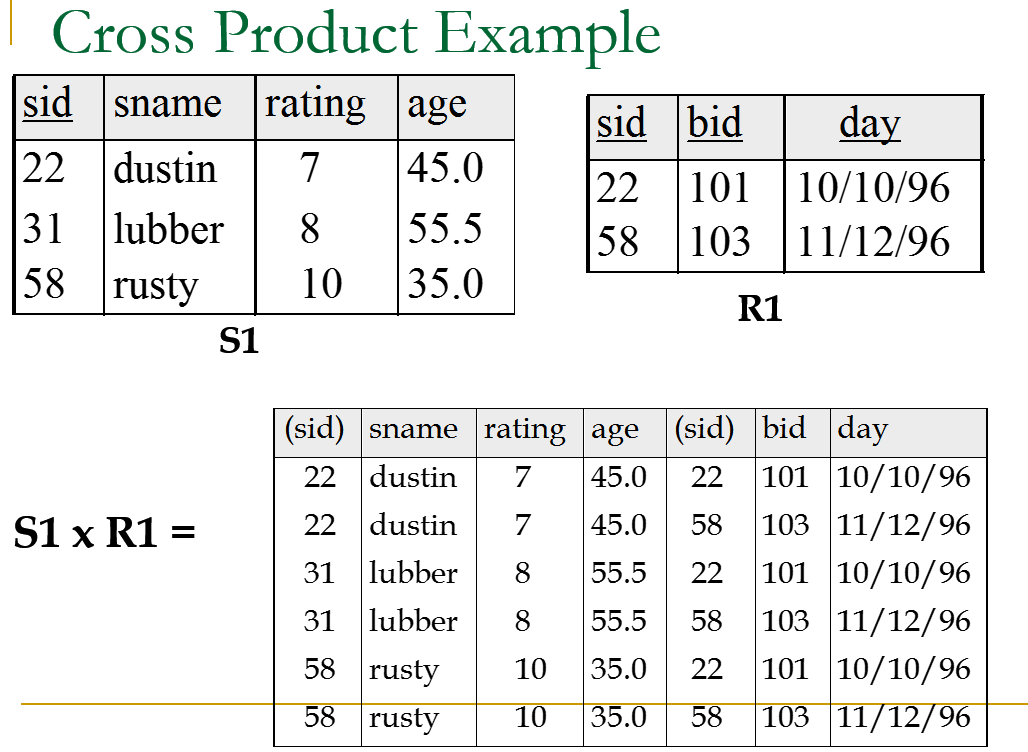 Cross Product Example
sid sname rating age
22 dustin 7 45.0
31 lubber 8 55.5
58 rusty 10 35.0
S1
sid bid day
22 101 10/10/96
58 103 11/12/96
R1
S1 x R1 =
(sid) sname rating age (sid) bid day
22 dustin 7 45.0 22 101 10/10/96
22 dustin 7 45.0 58 103 11/12/96
31 lubber 8 55.5 22 101 10/10/96
31 lubber 8 55.5 58 103 11/12/96
58 rusty 10 35.0 22 101 10/10/96
58 rusty 10 35.0 58 103 11/12/96